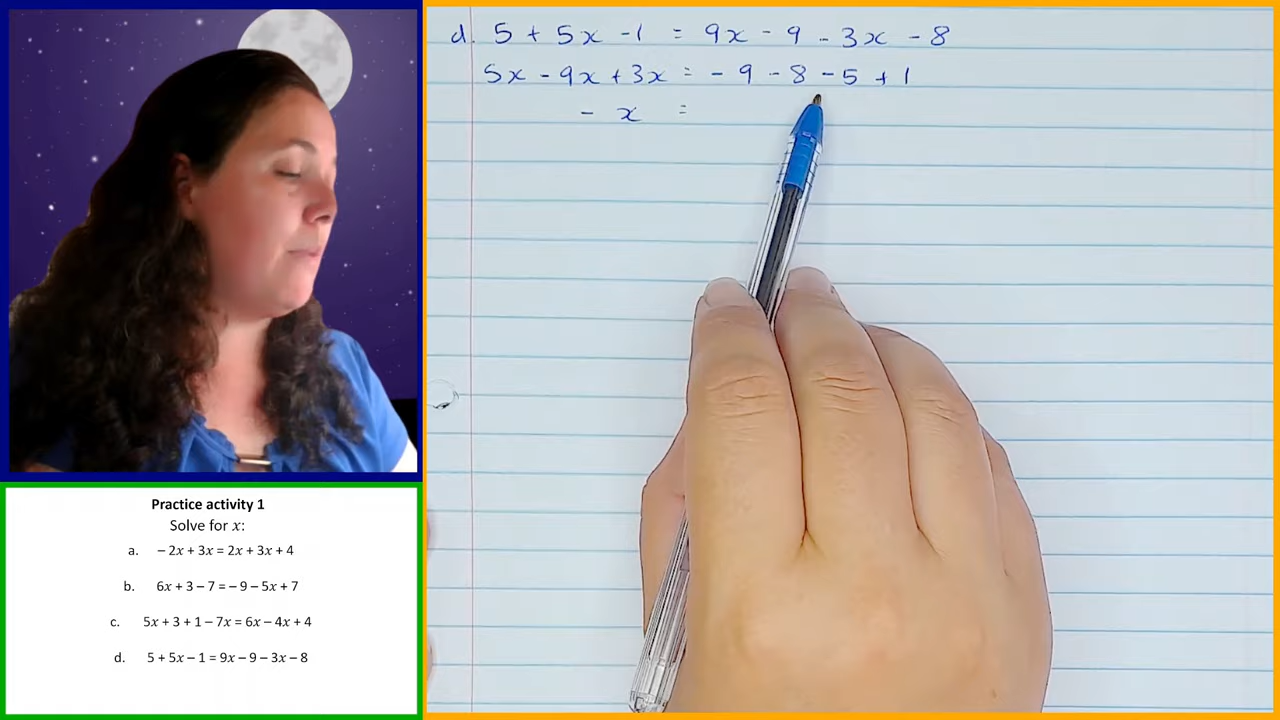 d. 5 + 5x - 1 = 9x - 9 - 3x - 8
5x - 9x + 3x = - 9 - 8 - 5 + 1
- x =
Practice activity 1
Solve for x:
a. – 2x + 3x = 2x + 3x + 4
b. 6x + 3 – 7 = – 9 – 5x + 7
c. 5x + 3 + 1 – 7x = 6x – 4x + 4
d. 5 + 5x – 1 = 9x – 9 – 3x – 8